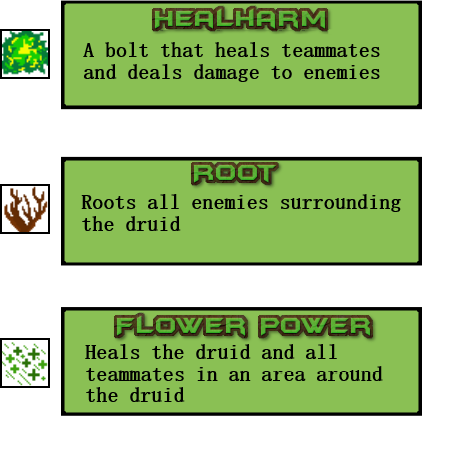 HEALHARM
A bolt that heals teammates
and deals damage to enemies
ROOT
Roots all enemies surrounding
the druid
FLOWER POWER
Heals the druid and all
teammates in an area around
the druid